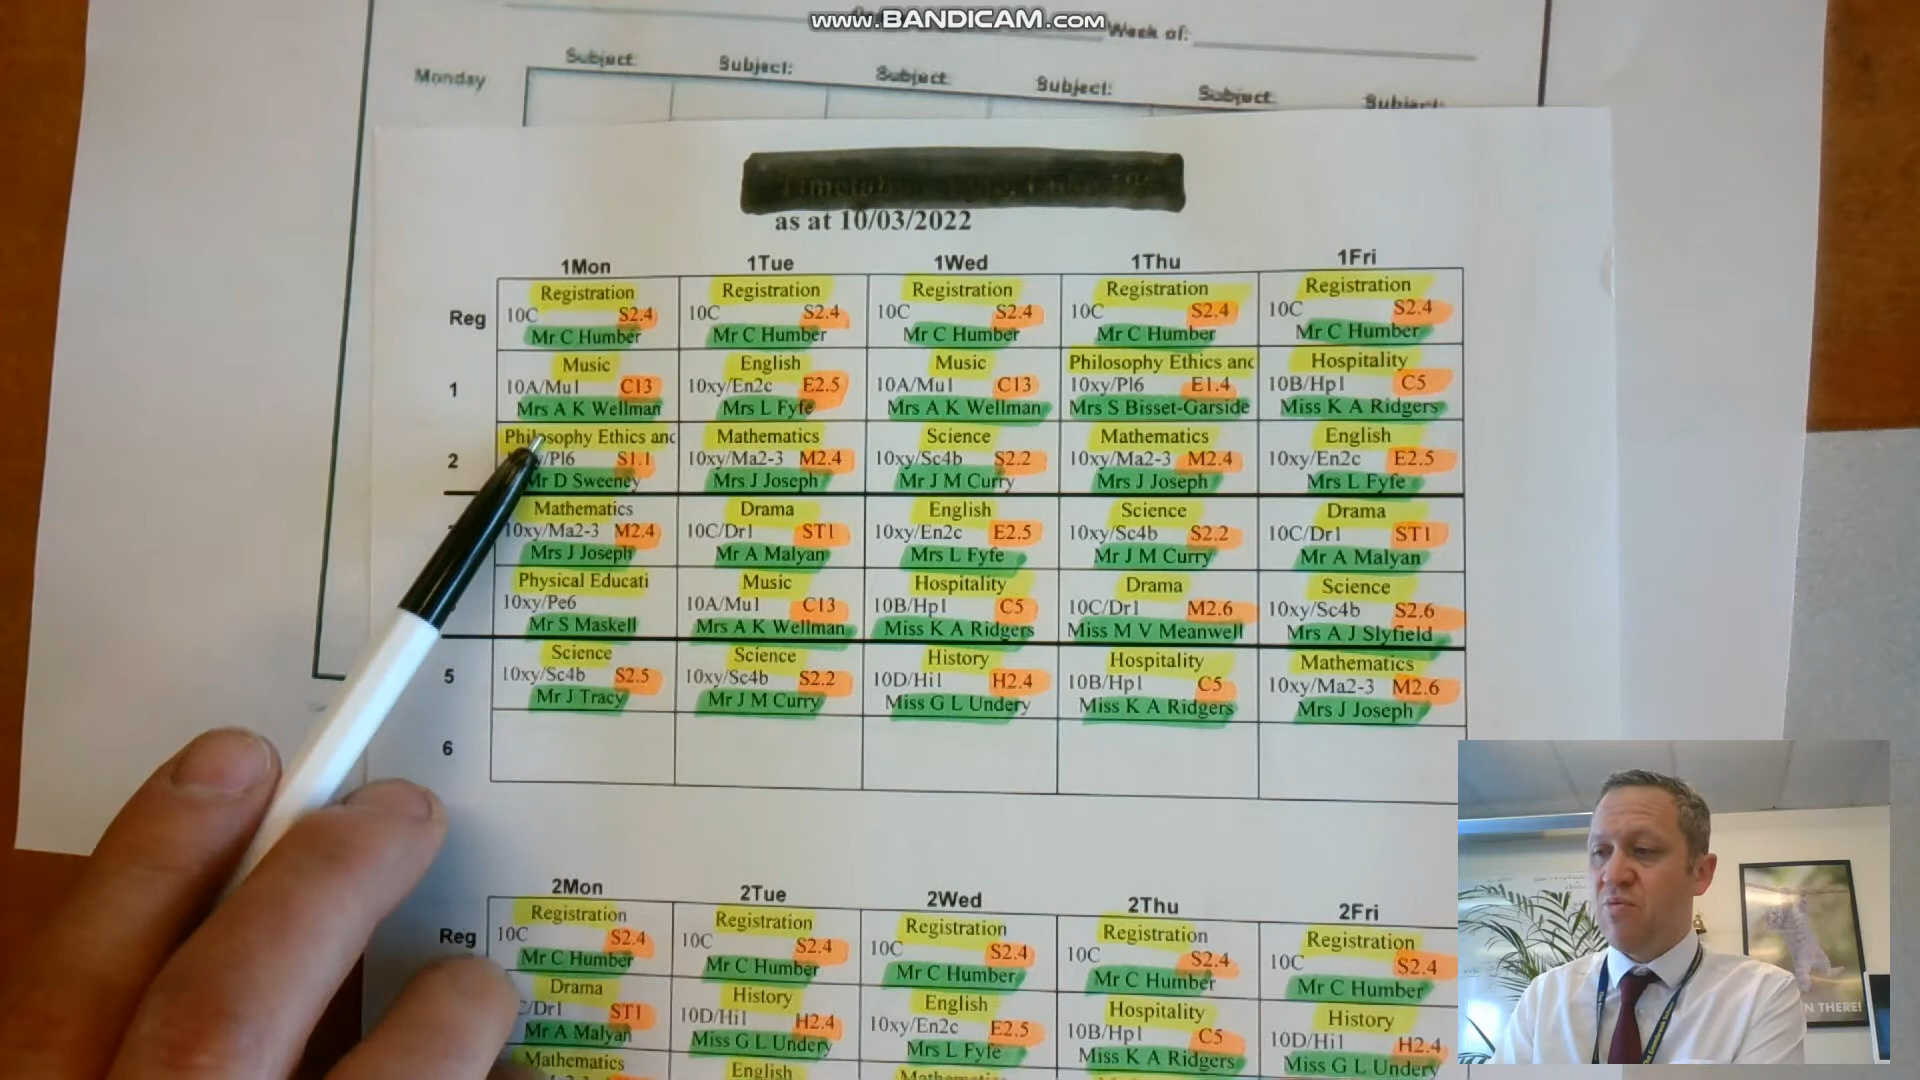 www.BANDICAM.com
Week of:
Subject: Subject: Subject: Subject: Subject: Subject:
Monday
as at 10/03/2022
1Mon 1Tue 1Wed 1Thu 1Fri
Registration Registration Registration Registration Registration
Reg 10C S2.4 10C S2.4 10C S2.4 10C S2.4 10C S2.4
Mr C Humber Mr C Humber Mr C Humber Mr C Humber Mr C Humber
Music English Music Philosophy Ethics and Hospitality
1 10A/Mu1 C13 10xy/En2c E2.5 10A/Mu1 C13 10xy/Pl6 E1.4 10B/Hp1 C5
Mrs A K Wellman Mrs L Fyfe Mrs A K Wellman Mrs S Bisset-Garside Miss K A Ridgers
Philosophy Ethics and Mathematics Science Mathematics English
2 /Pl6 S1.1 10xy/Ma2-3 M2.4 10xy/Sc4b S2.2 10xy/Ma2-3 M2.4 10xy/En2c E2.5
Mr D Sweeney Mrs J Joseph Mr J M Curry Mrs J Joseph Mrs L Fyfe
Mathematics Drama English Science Drama
10xy/Ma2-3 M2.4 10C/Dr1 ST1 10xy/En2c E2.5 10xy/Sc4b S2.2 10C/Dr1 ST1
Mrs J Joseph Mr A Malyan Mrs L Fyfe Mr J M Curry Mr A Malyan
Physical Educati Music Hospitality Drama Science
10xy/Pe6 10A/Mu1 C13 10B/Hp1 C5 10C/Dr1 M2.6 10xy/Sc4b S2.6
Mr S Maskell Mrs A K Wellman Miss K A Ridgers Miss M V Meanwell Mrs A J Slyfield
Science Science History Hospitality Mathematics
5 10xy/Sc4b S2.5 10xy/Sc4b S2.2 10D/Hi1 H2.4 10B/Hp1 C5 10xy/Ma2-3 M2.6
Mr J Tracy Mr J M Curry Miss G L Undery Miss K A Ridgers Mrs J Joseph
6
2Mon 2Tue 2Wed 2Thu 2Fri
Registration Registration Registration Registration Registration
Reg 10C S2.4 10C S2.4 10C S2.4 10C S2.4 10C S2.4
Mr C Humber Mr C Humber Mr C Humber Mr C Humber Mr C Humber
Drama History English Hospitality History
C/Dr1 ST1 10D/Hi1 H2.4 10xy/En2c E2.5 10B/Hp1 C5 10D/Hi1 H2.4
Mr A Malyan Miss G L Undery Mrs L Fyfe Miss K A Ridgers Miss G L Undery
Mathematics English Mathematics
N THERE!